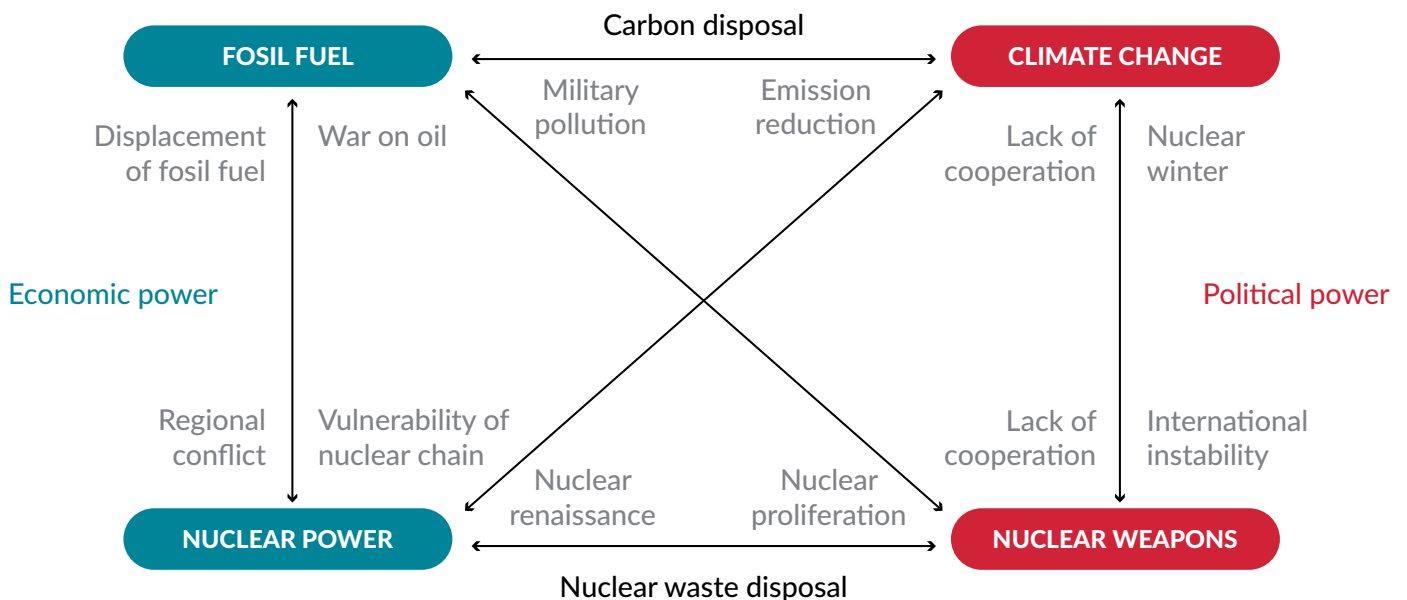 Carbon disposal
FOSIL FUEL
CLIMATE CHANGE
Military
pollution
Emission
reduction
Displacement
of fosil fuel
War on oil
Lack of
cooperation
Nuclear
winter
Economic power
Political power
Regional
conflict
Vulnerability of
nuclear chain
Lack of
cooperation
International
instability
Nuclear
renaissance
Nuclear
proliferation
NUCLEAR POWER
NUCLEAR WEAPONS
Nuclear waste disposal